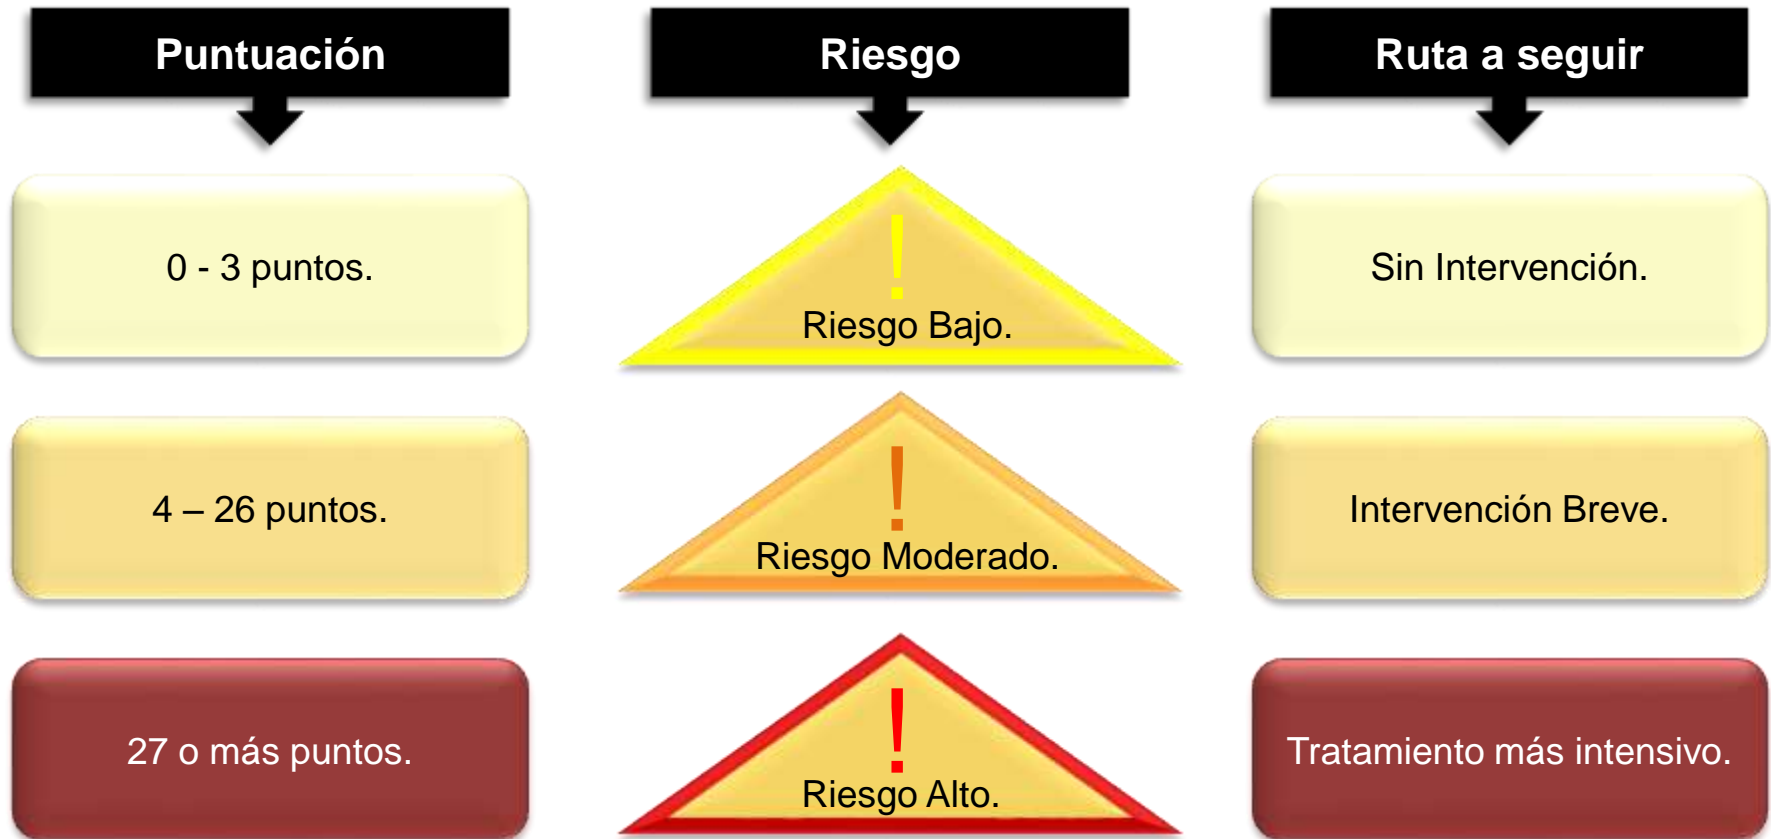 Puntuación
Riesgo
Ruta a seguir
0 - 3 puntos.
!
Riesgo Bajo.
Sin Intervención.
4 – 26 puntos.
!
Riesgo Moderado.
Intervención Breve.
27 o más puntos.
!
Riesgo Alto.
Tratamiento más intensivo.